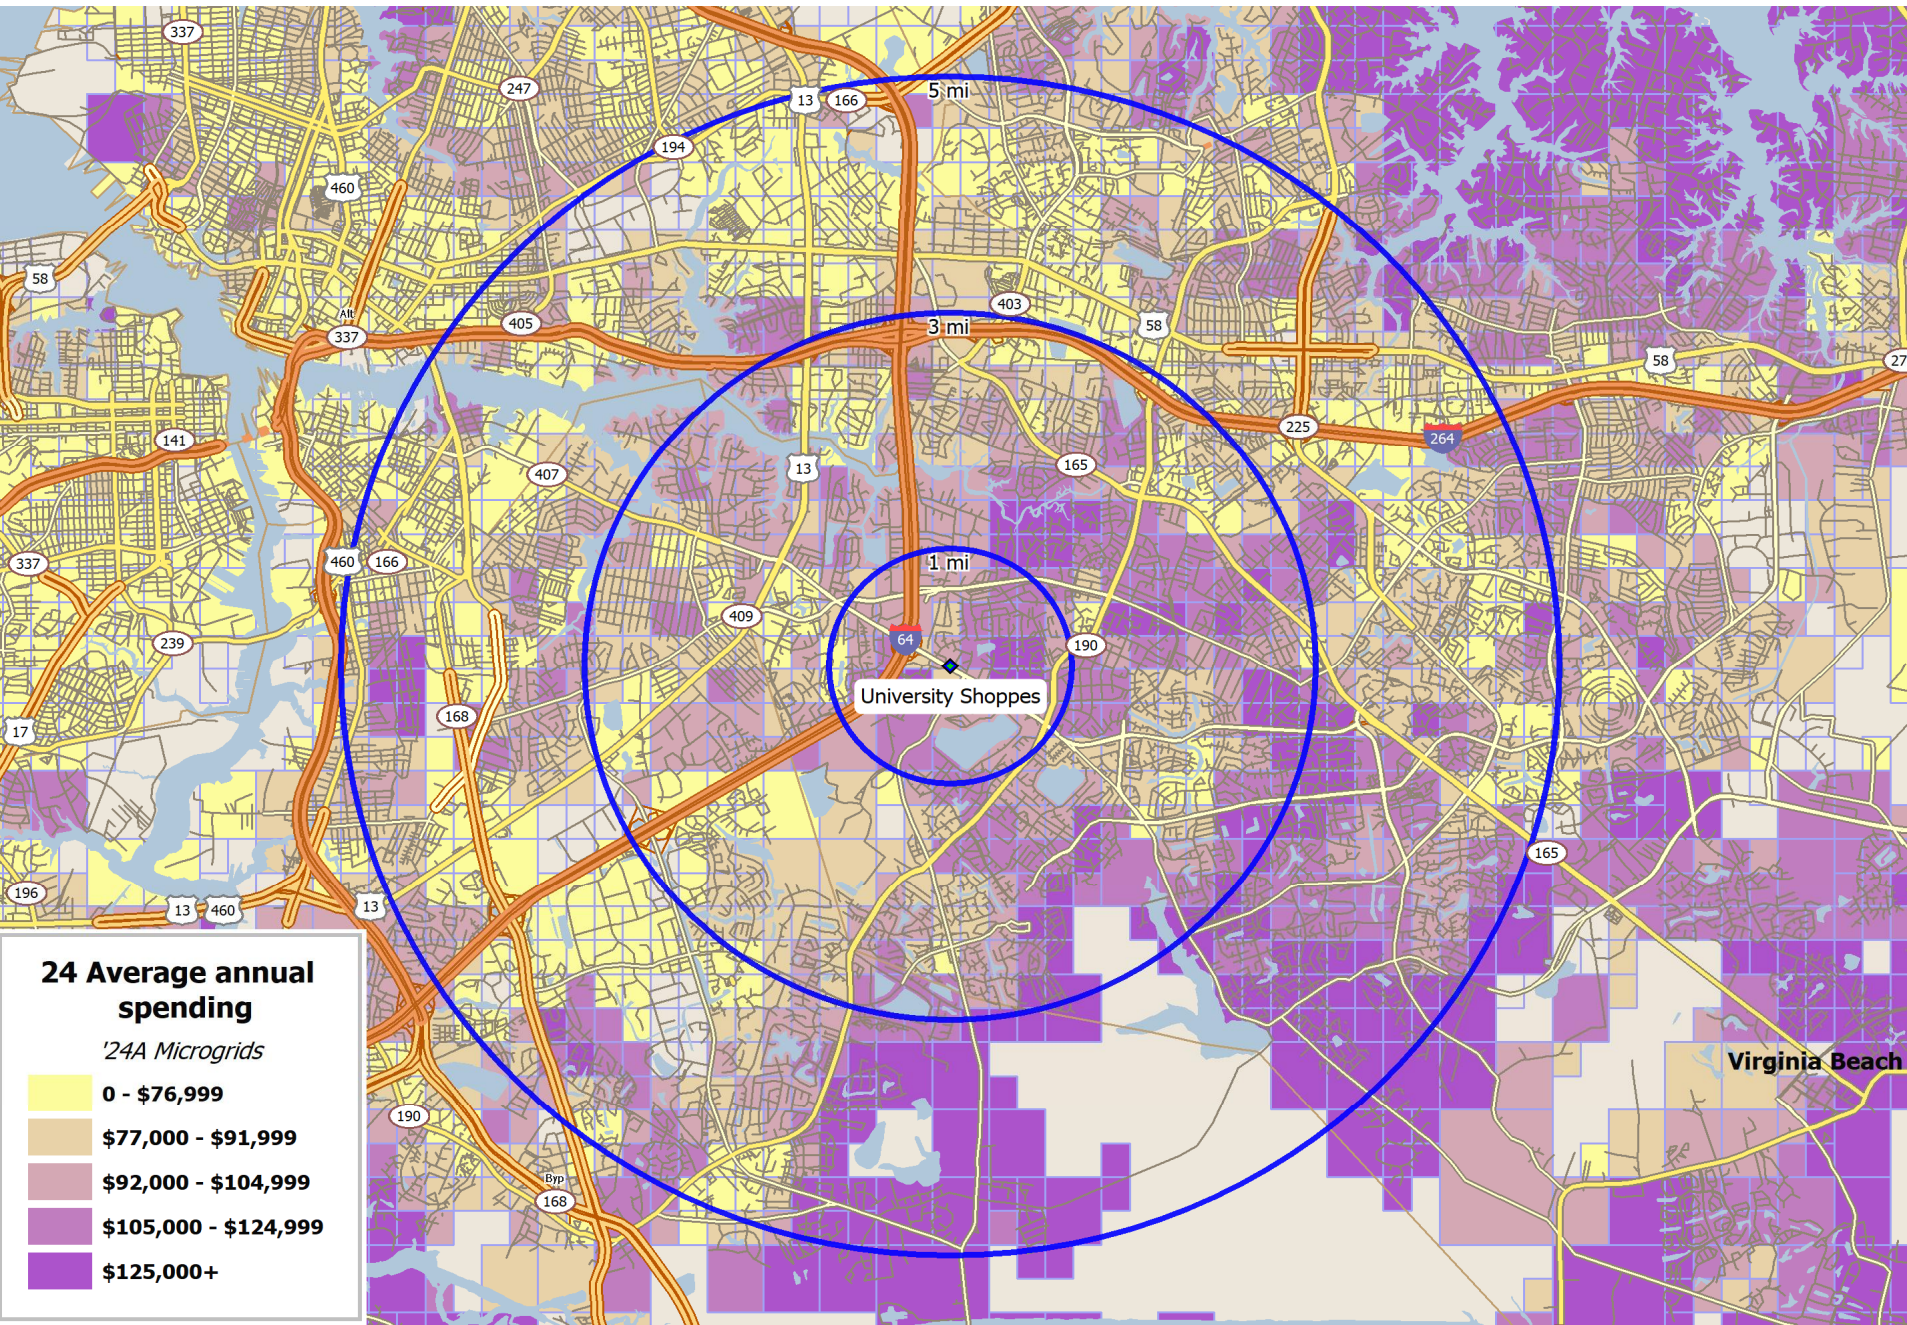 337
247
13
166
5 mi
194
460
58
403
3 mi
58
405
Alt
337
58
27
225
264
141
165
13
407
1 mi
337
460
166
409
64
190
239
University Shoppes
168
17
165
196
13
460
13
24 Average annual
spending
'24A Microgrids
0 - $76,999
$77,000 - $91,999
$92,000 - $104,999
$105,000 - $124,999
$125,000+
Virginia Beach
190
Byp
168